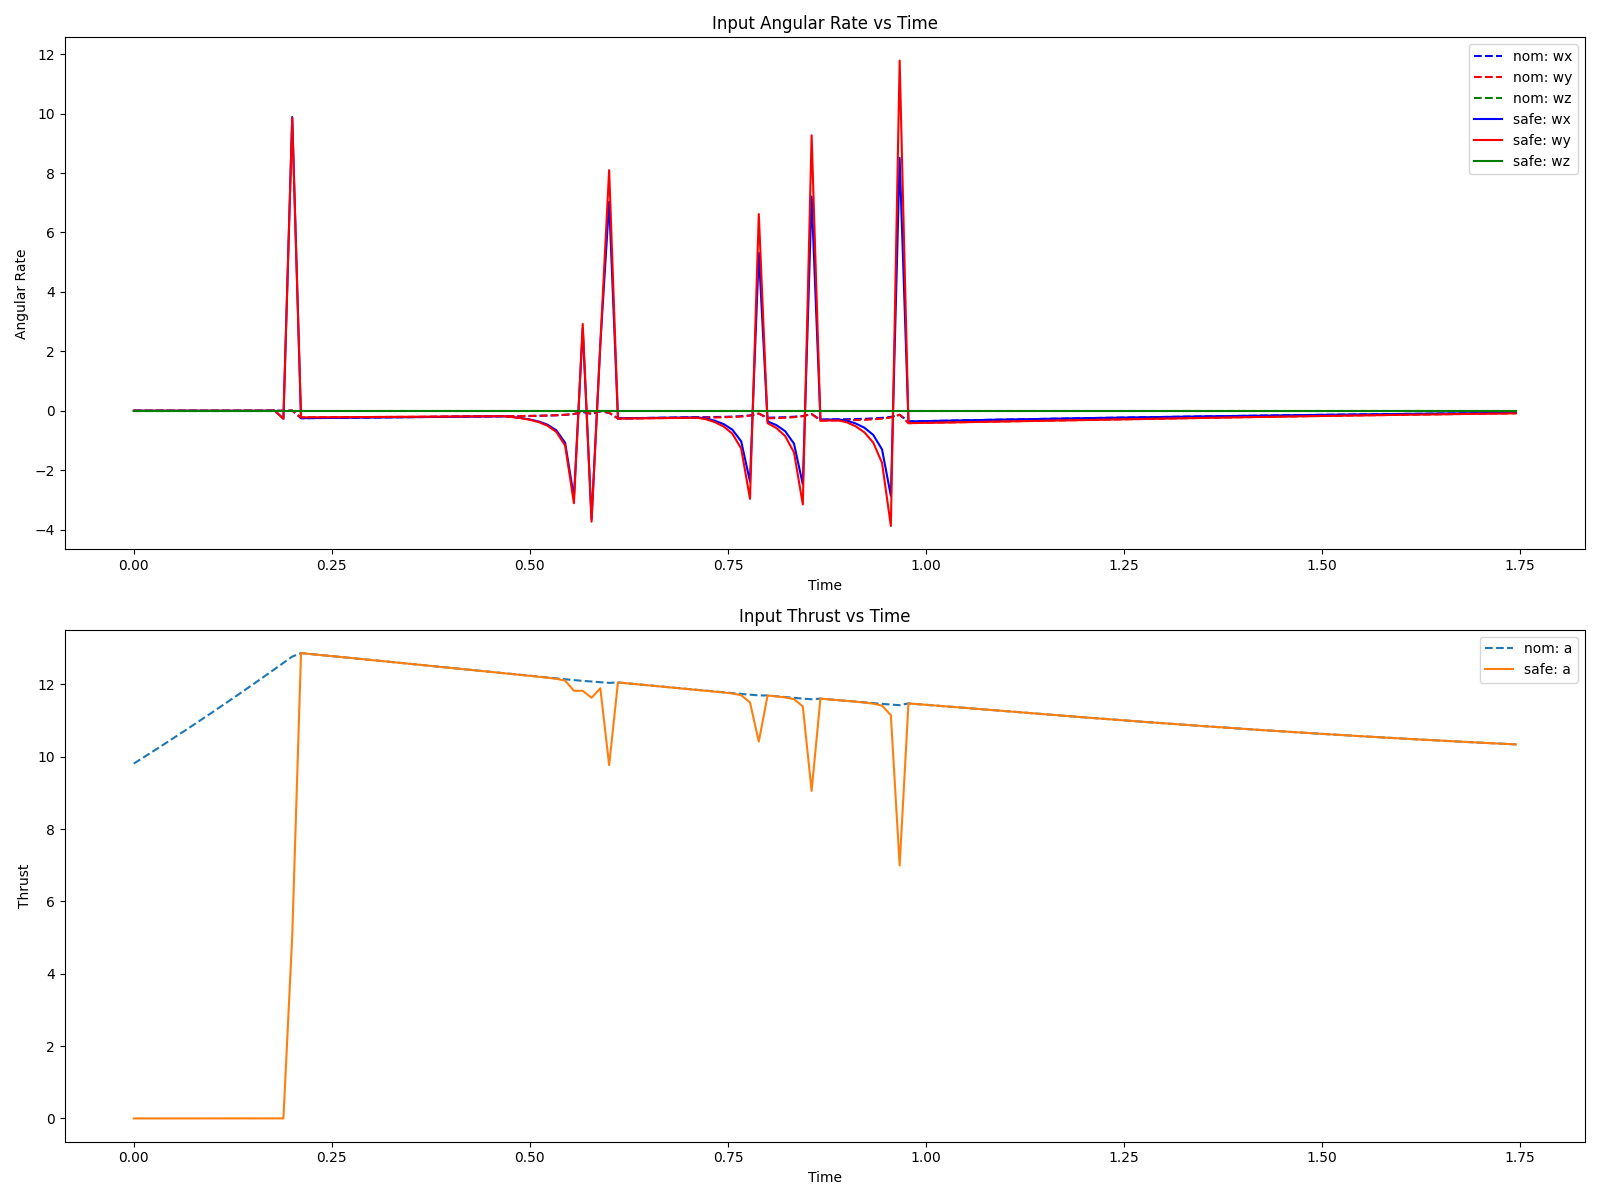 Input Angular Rate vs Time
12
10
8
6
4
2
0
−2
−4
Angular Rate
nom: wx
nom: wy
nom: wz
safe: wx
safe: wy
safe: wz
0.00 0.25 0.50 0.75 1.00 1.25 1.50 1.75
Time
Input Thrust vs Time
12
10
8
6
4
2
0
Thrust
nom: a
safe: a
0.00 0.25 0.50 0.75 1.00 1.25 1.50 1.75
Time